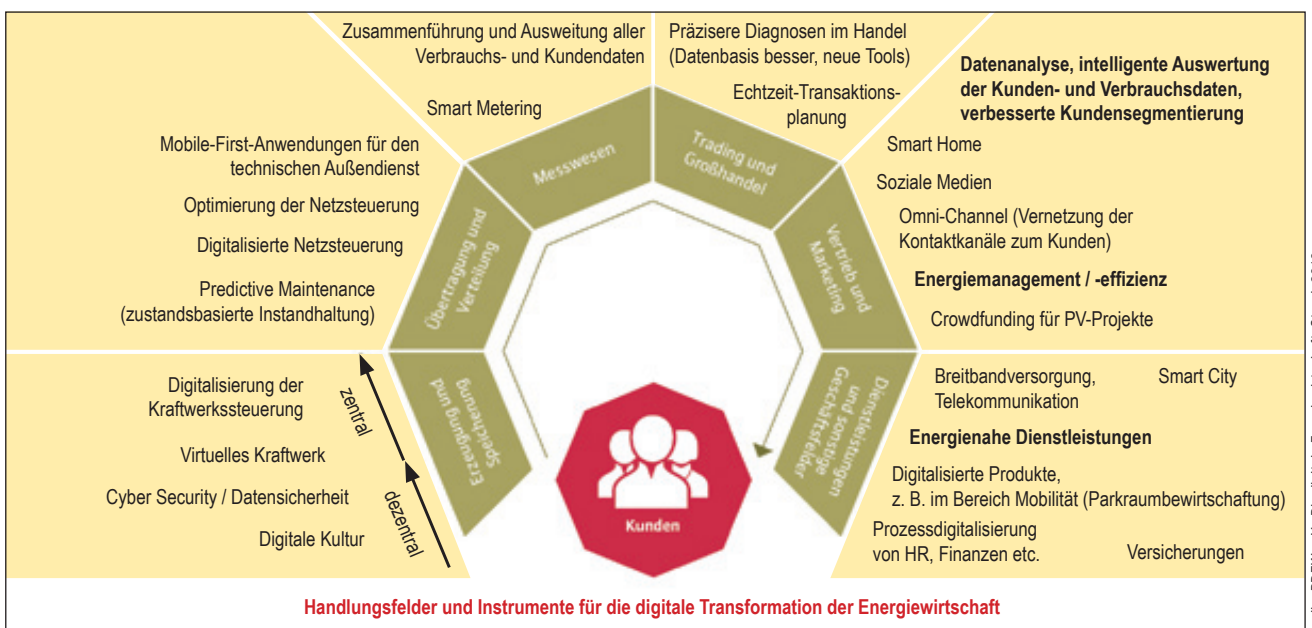 Zusammenführung und Ausweitung aller
Verbrauchs- und Kundendaten
Smart Metering
Präzisere Diagnosen im Handel
(Datenbasis besser, neue Tools)
Echtzeit-Transaktions-
planung
Datenanalyse, intelligente Auswertung
der Kunden- und Verbrauchsdaten,
verbesserte Kundensegmentierung
Smart Home
Soziale Medien
Omni-Channel (Vernetzung der
Kontaktkanäle zum Kunden)
Energiemanagement / -effizienz
Crowdfunding für PV-Projekte
Mobile-First-Anwendungen für den
technischen Außendienst
Optimierung der Netzsteuerung
Digitalisierte Netzsteuerung
Predictive Maintenance
(zustandsbasierte Instandhaltung)
Messwesen
Trading und
Großhandel
Übertragung und
Verteilung
Vertrieb und
Marketing
Erzeugung und
Speicherung
Dienstleistungen
und sonstige
Geschäftsfelder
Kunden
zentral
dezentral
Digitalisierung der
Kraftwerkssteuerung
Virtuelles Kraftwerk
Cyber Security / Datensicherheit
Digitale Kultur
Breitbandversorgung,
Telekommunikation
Smart City
Energienahe Dienstleistungen
Digitalisierte Produkte,
z. B. im Bereich Mobilität (Parkraumbewirtschaftung)
Prozessdigitalisierung
von HR, Finanzen etc.
Versicherungen
Handlungsfelder und Instrumente für die digitale Transformation der Energiewirtschaft